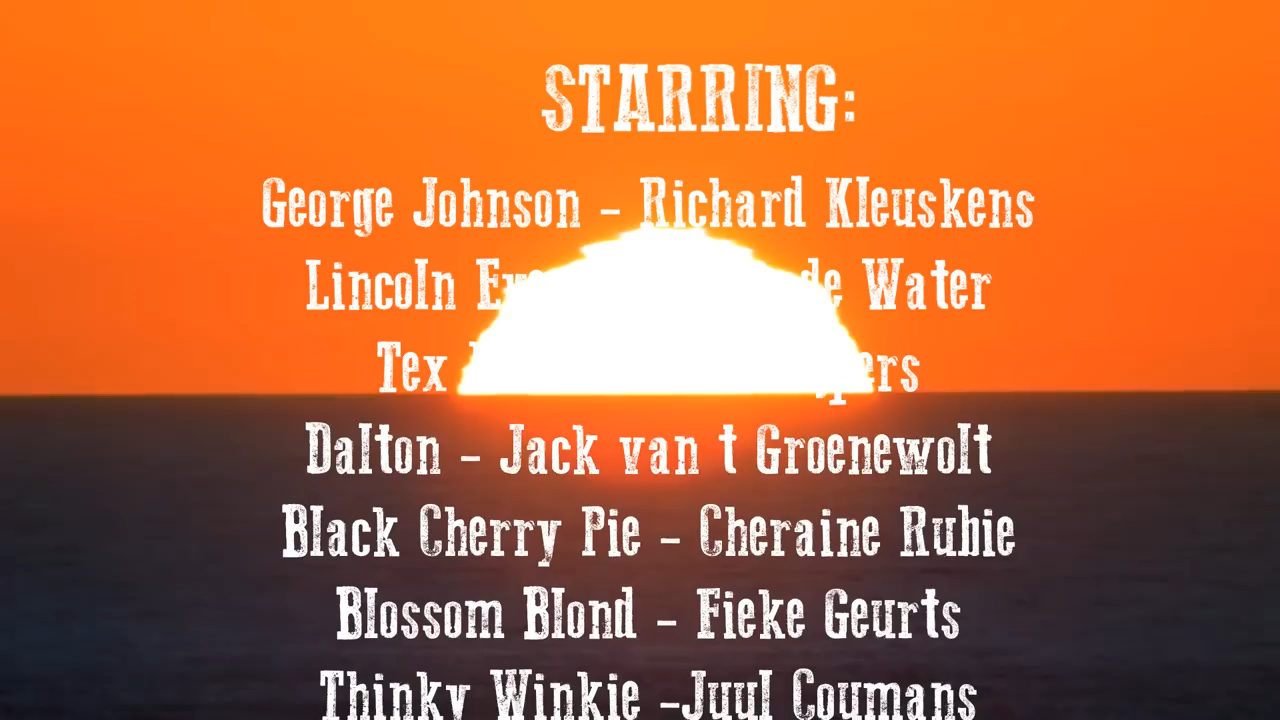 STARRING:
George Johnson - Richard Kleuskens
Lincoln de Water
Tex
Dalton - Jack van t Groenewolt
Black Cherry Pie - Cheraine Rubie
Blossom Blond - Fieke Geurts
Thinky Winkie -Juul Coumans